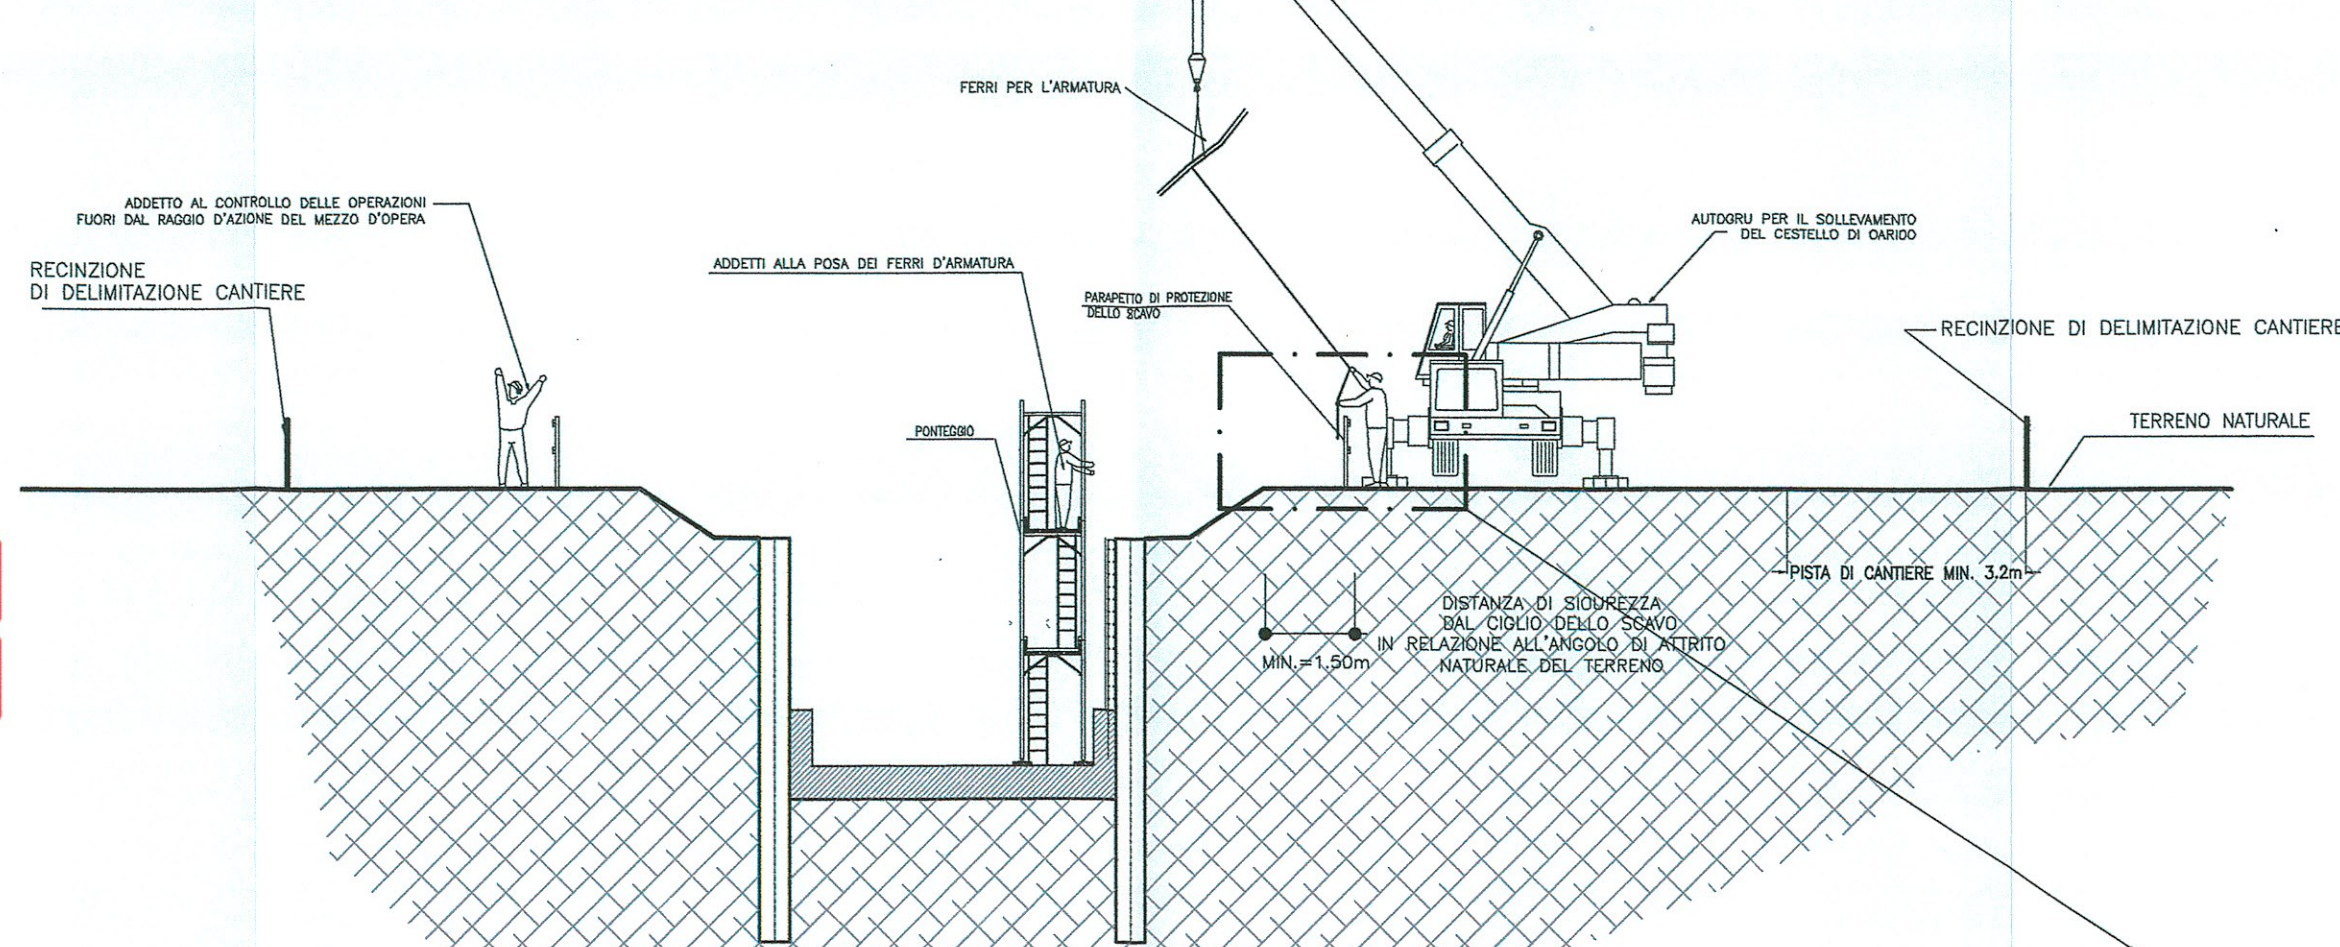 FERRI PER L'ARMATURA
ADDETTO AL CONTROLLO DELLE OPERAZIONI
FUORI DAL RAGGIO D'AZIONE DEL MEZZO D'OPERA
RECINZIONE
DI DELIMITAZIONE CANTIERE
ADDETTI ALLA POSA DEI FERRI D'ARMATURA
PARAPETTO DI PROTEZIONE
DELLO SCAVO
AUTOGRU PER IL SOLLEVAMENTO
DEL CESTELLO DI CARICO
RECINZIONE DI DELIMITAZIONE CANTIERE
PONTEGGIO
TERRENO NATURALE
PISTA DI CANTIERE MIN. 3.2m
DISTANZA DI SICUREZZA
DAL CIGLIO DELLO SCAVO
IN RELAZIONE ALL'ANGOLO DI ATTRITO
NATURALE DEL TERRENO
MIN.=1.50m